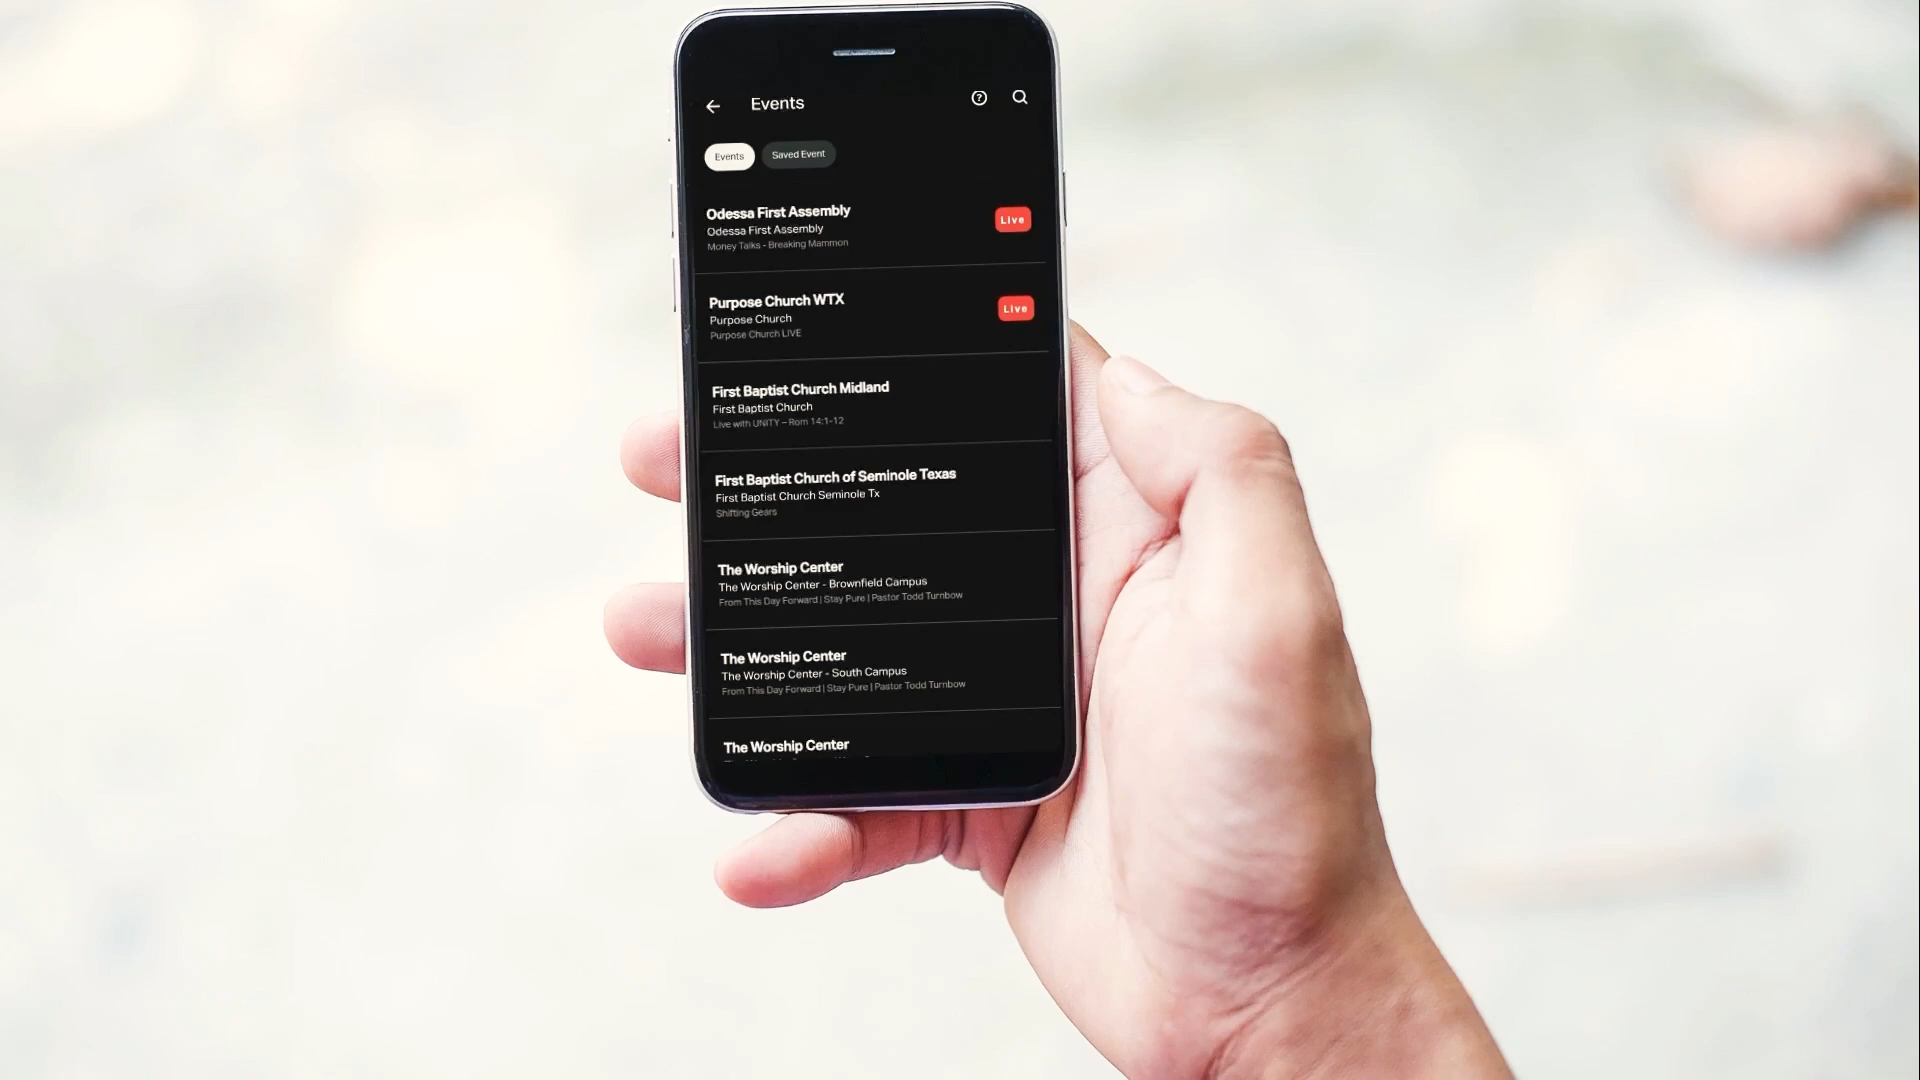 Events
Events
Saved Event
Odessa First Assembly
Odessa First Assembly
Money Talks - Breaking Mammon
Live
Purpose Church WTX
Purpose Church
Purpose Church LIVE
Live
First Baptist Church Midland
First Baptist Church
Live with UNITY – Rom 14:1-12
First Baptist Church of Seminole Texas
First Baptist Church Seminole Tx
Shifting Gears
The Worship Center
The Worship Center - Brownfield Campus
From This Day Forward | Stay Pure | Pastor Todd Turnbow
The Worship Center
The Worship Center - South Campus
From This Day Forward | Stay Pure | Pastor Todd Turnbow
The Worship Center